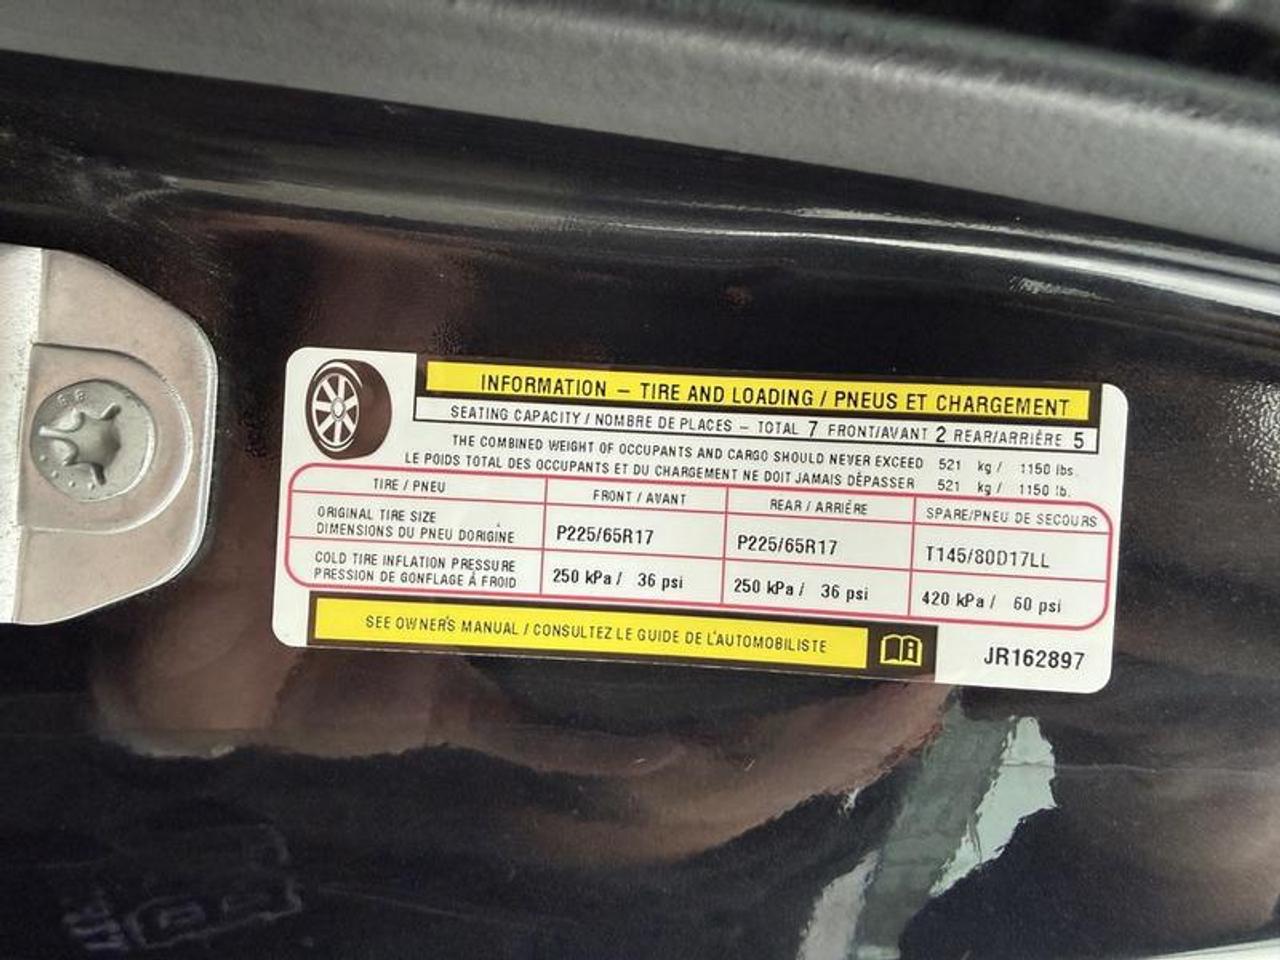 INFORMATION – TIRE AND LOADING / PNEUS ET CHARGEMENT
SEATING CAPACITY / NOMBRE DE PLACES – TOTAL 7 FRONT/AVANT 2 REAR/ARRIÈRE 5
THE COMBINED WEIGHT OF OCCUPANTS AND CARGO SHOULD NEVER EXCEED 521 kg / 1150 lbs.
LE POIDS TOTAL DES OCCUPANTS ET DU CHARGEMENT NE DOIT JAMAIS DÉPASSER 521 kg / 1150 lb.
TIRE / PNEU FRONT / AVANT REAR / ARRIÈRE SPARE/PNEU DE SECOURS
ORIGINAL TIRE SIZE
DIMENSIONS DU PNEU DORIGINE P225/65R17 P225/65R17 T145/80D17LL
COLD TIRE INFLATION PRESSURE
PRESSION DE GONFLAGE À FROID 250 kPa / 36 psi 250 kPa / 36 psi 420 kPa / 60 psi
SEE OWNER'S MANUAL / CONSULTEZ LE GUIDE DE L'AUTOMOBILISTE
JR162897